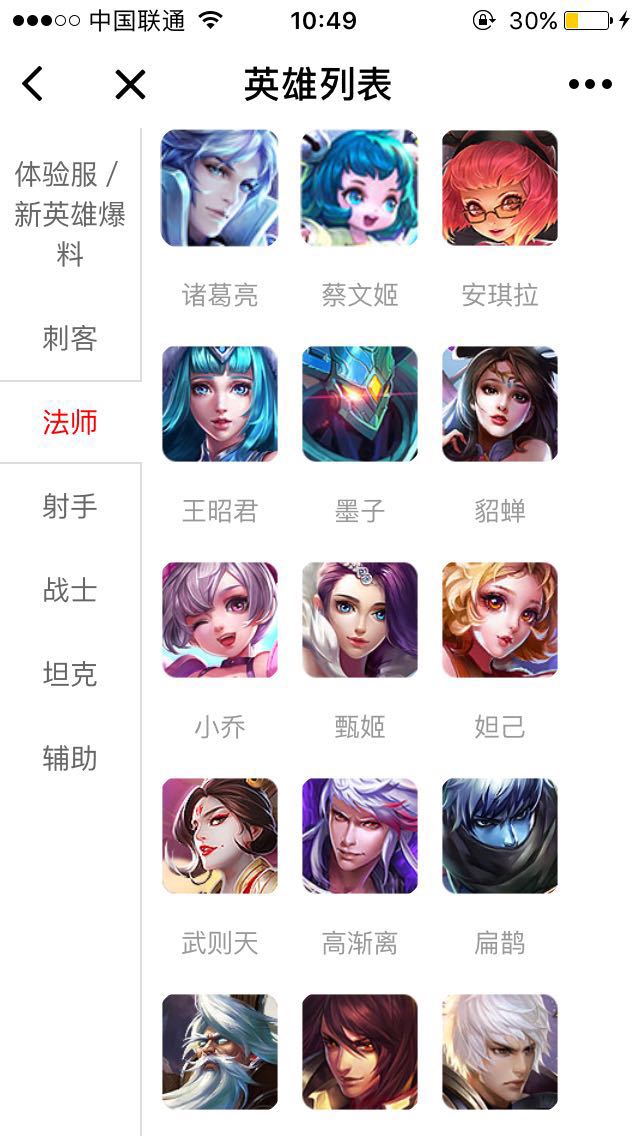 中国联通 10:49 30%
英雄列表
体验服 /
新英雄爆
料
刺客
法师
射手
战士
坦克
辅助
诸葛亮 蔡文姬 安琪拉
王昭君 墨子 貂蝉
小乔 甄姬 妲己
武则天 高渐离 扁鹊